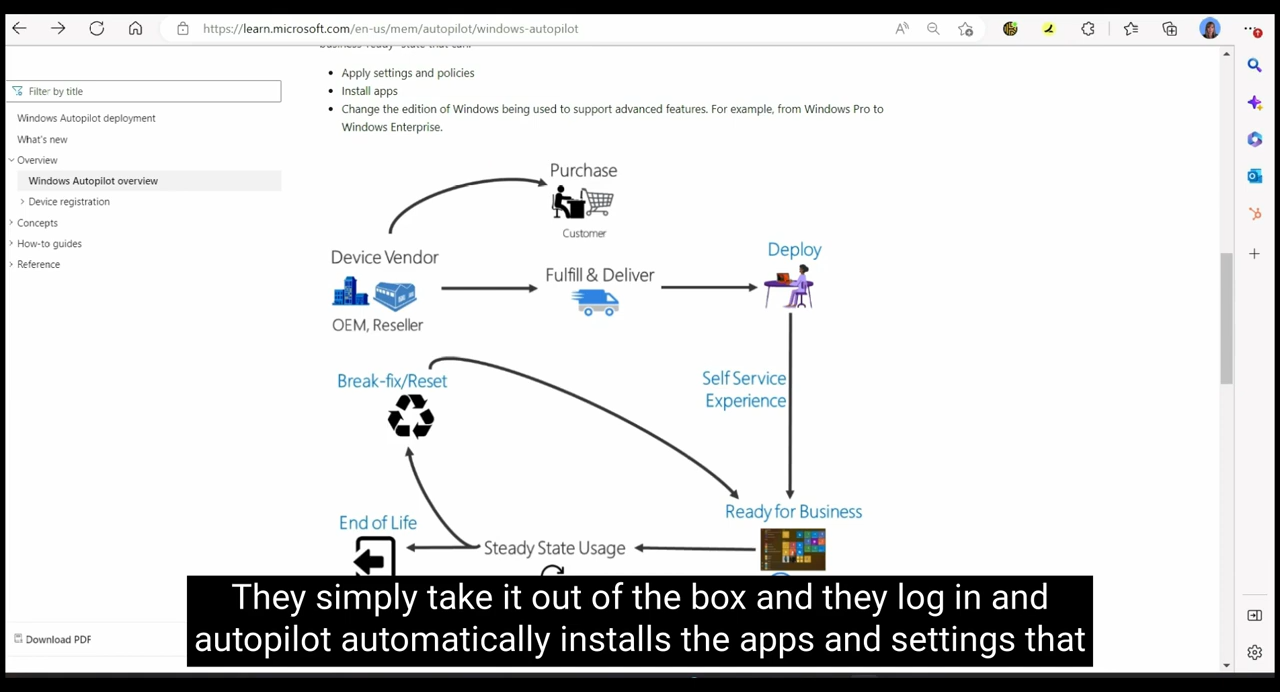 https://learn.microsoft.com/en-us/mem/autopilot/windows-autopilot
Filter by title
Windows Autopilot deployment
What's new
Overview
Windows Autopilot overview
Device registration
Concepts
How-to guides
Reference
Download PDF
Apply settings and policies
Install apps
Change the edition of Windows being used to support advanced features. For example, from Windows Pro to
Windows Enterprise.
Purchase
Customer
Device Vendor
OEM, Reseller
Fulfill & Deliver
Deploy
Self Service
Experience
Break-fix/Reset
Ready for Business
End of Life
Steady State Usage
They simply take it out of the box and they log in and
autopilot automatically installs the apps and settings that